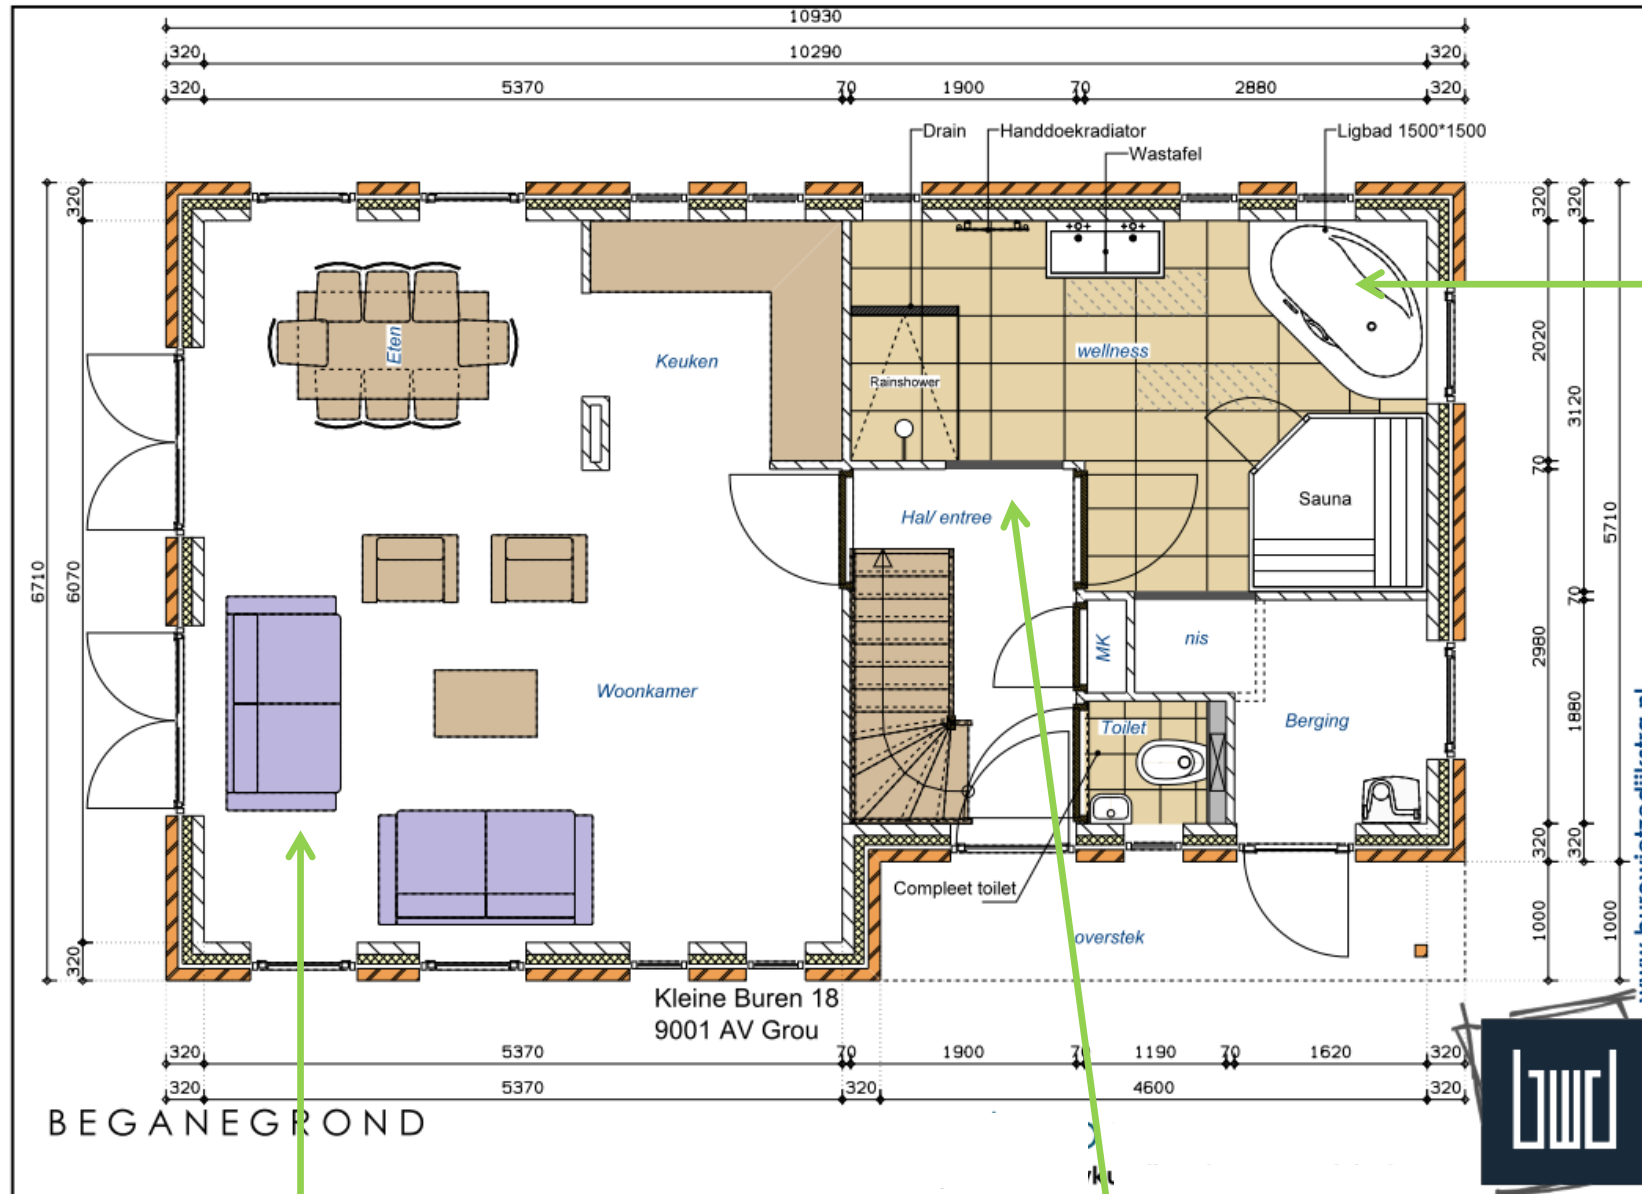 10930
320
10290
320
320
5370
70
1900
70
2880
320
Drain
Handdoekradiator
Wastafel
Ligbad 1500*1500
320
320
320
Eten
Keuken
wellness
Rainshower
2020
3120
Hal/ entree
Sauna
70
5710
6710
6070
70
MK
nis
2980
Woonkamer
Toilet
Berging
1880
320
320
Compleet toilet
overstek
1000
1000
320
Kleine Buren 18
9001 AV Grou
320
5370
70
1900
70
1190
70
1620
320
320
5370
320
4600
320
BEGANEGROND
bwd